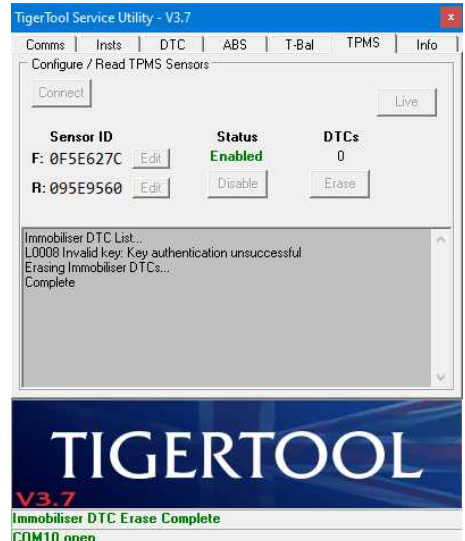 TigerTool Service Utility - V3.7
x
Comms Insts DTC ABS T-Bal TPMS Info
Configure / Read TPMS Sensors
Connect
Live
Sensor ID Status DTCs
F: 0F5E627C Edit Enabled 0
R: 095E9560 Edit Disable Erase
Immobiliser DTC List...
L0008 Invalid key: Key authentication unsuccessful
Erasing Immobiliser DTCs...
Complete
TIGERTOOL
V3.7
Immobiliser DTC Erase Complete
COM10 open